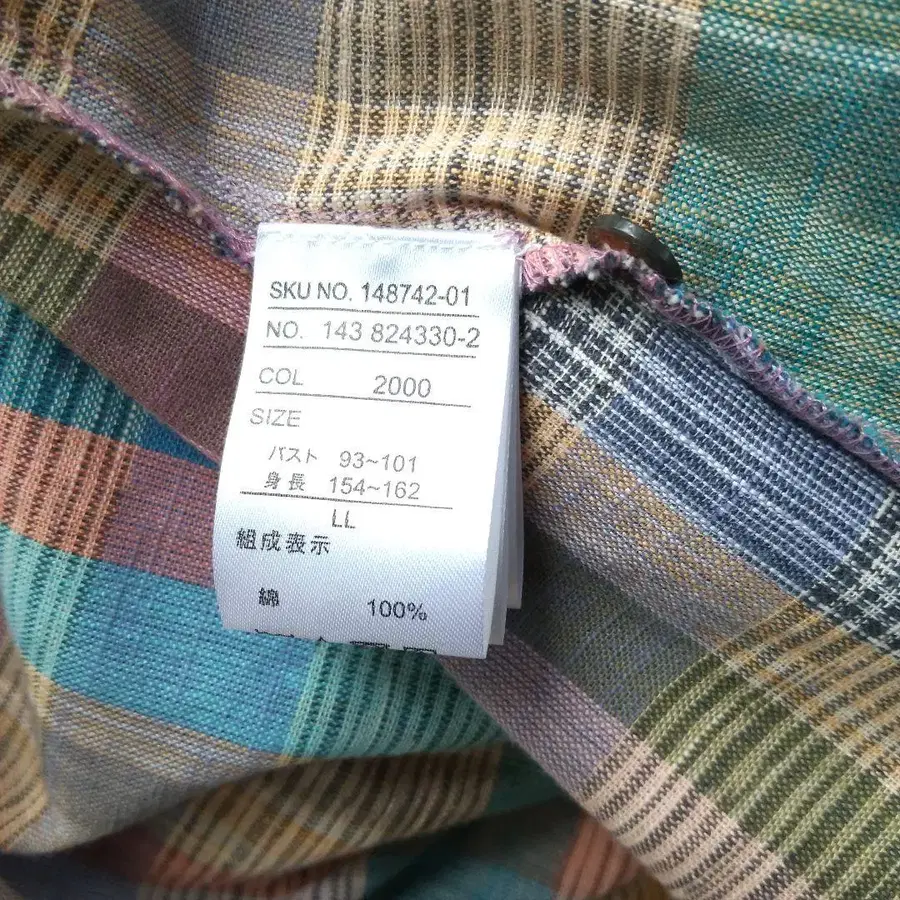 SKU NO. 148742-01
NO. 143 824330-2
COL 2000
SIZE
バスト 93~101
身長 154~162
LL
組成表示
綿 100%